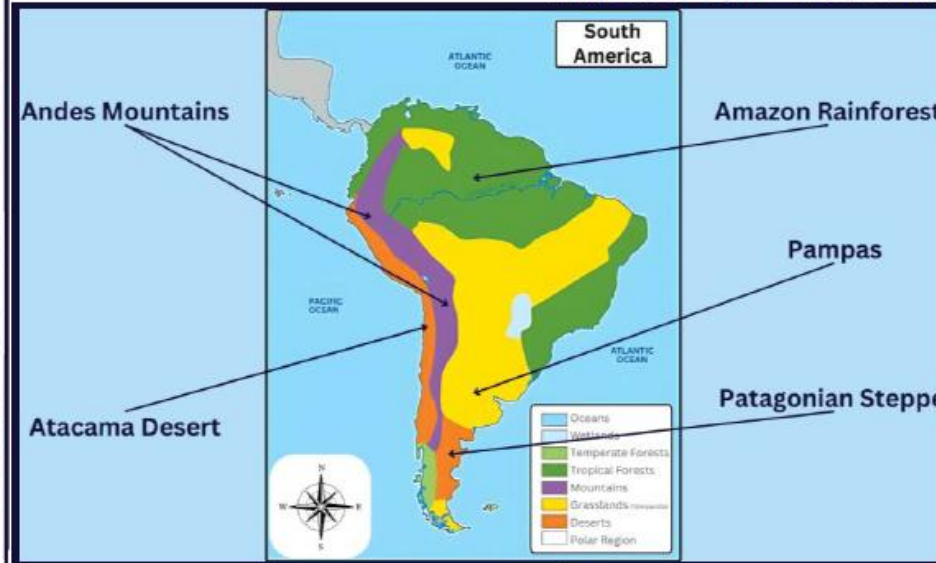 South
America
ATLANTIC
OCEAN
Andes Mountains
Amazon Rainforest
Pampas
PACIFIC
OCEAN
ATLANTIC
OCEAN
Patagonian Steppe
Atacama Desert
Oceans
Wetlands
Temperate Forests
Tropical Forests
Mountains
Grasslands
Deserts
Polar Region
N
W
E
S